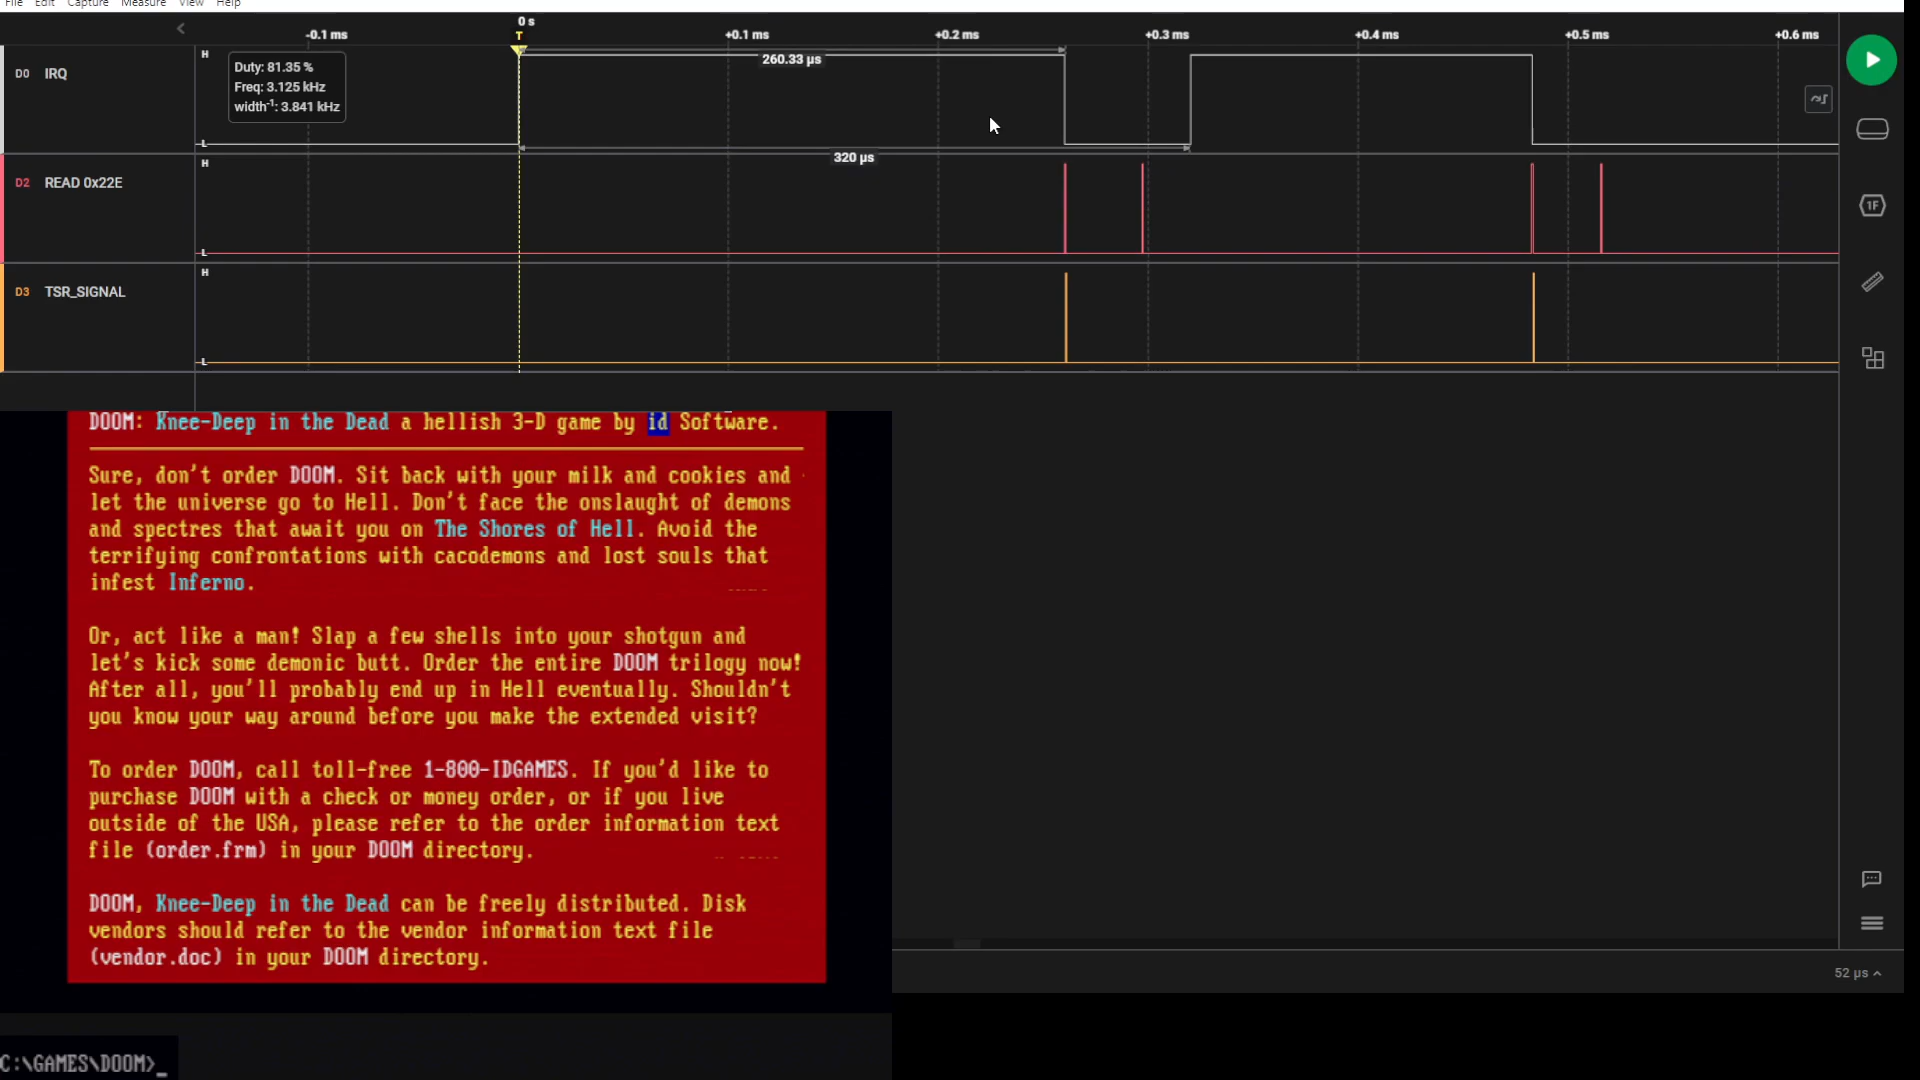 File Edit Capture Measure View Help
0 s
-0.1 ms T +0.1 ms +0.2 ms +0.3 ms +0.4 ms +0.5 ms +0.6 ms
D0 IRQ
H
L
Duty: 81.35 %
Freq: 3.125 kHz
width-1: 3.841 kHz
260.33 µs
320 µs
D2 READ 0x22E
H
L
D3 TSR_SIGNAL
H
L
1F
DOOM: Knee-Deep in the Dead a hellish 3-D game by id Software.
Sure, don't order DOOM. Sit back with your milk and cookies and
let the universe go to Hell. Don't face the onslaught of demons
and spectres that await you on The Shores of Hell. Avoid the
terrifying confrontations with cacodemons and lost souls that
infest Inferno.
Or, act like a man! Slap a few shells into your shotgun and
let's kick some demonic butt. Order the entire DOOM trilogy now!
After all, you'll probably end up in Hell eventually. Shouldn't
you know your way around before you make the extended visit?
To order DOOM, call toll-free 1-800-IDGAMES. If you'd like to
purchase DOOM with a check or money order, or if you live
outside of the USA, please refer to the order information text
file (order.frm) in your DOOM directory.
DOOM, Knee-Deep in the Dead can be freely distributed. Disk
vendors should refer to the vendor information text file
(vendor.doc) in your DOOM directory.
52 µs
C:\GAMES\DOOM>_